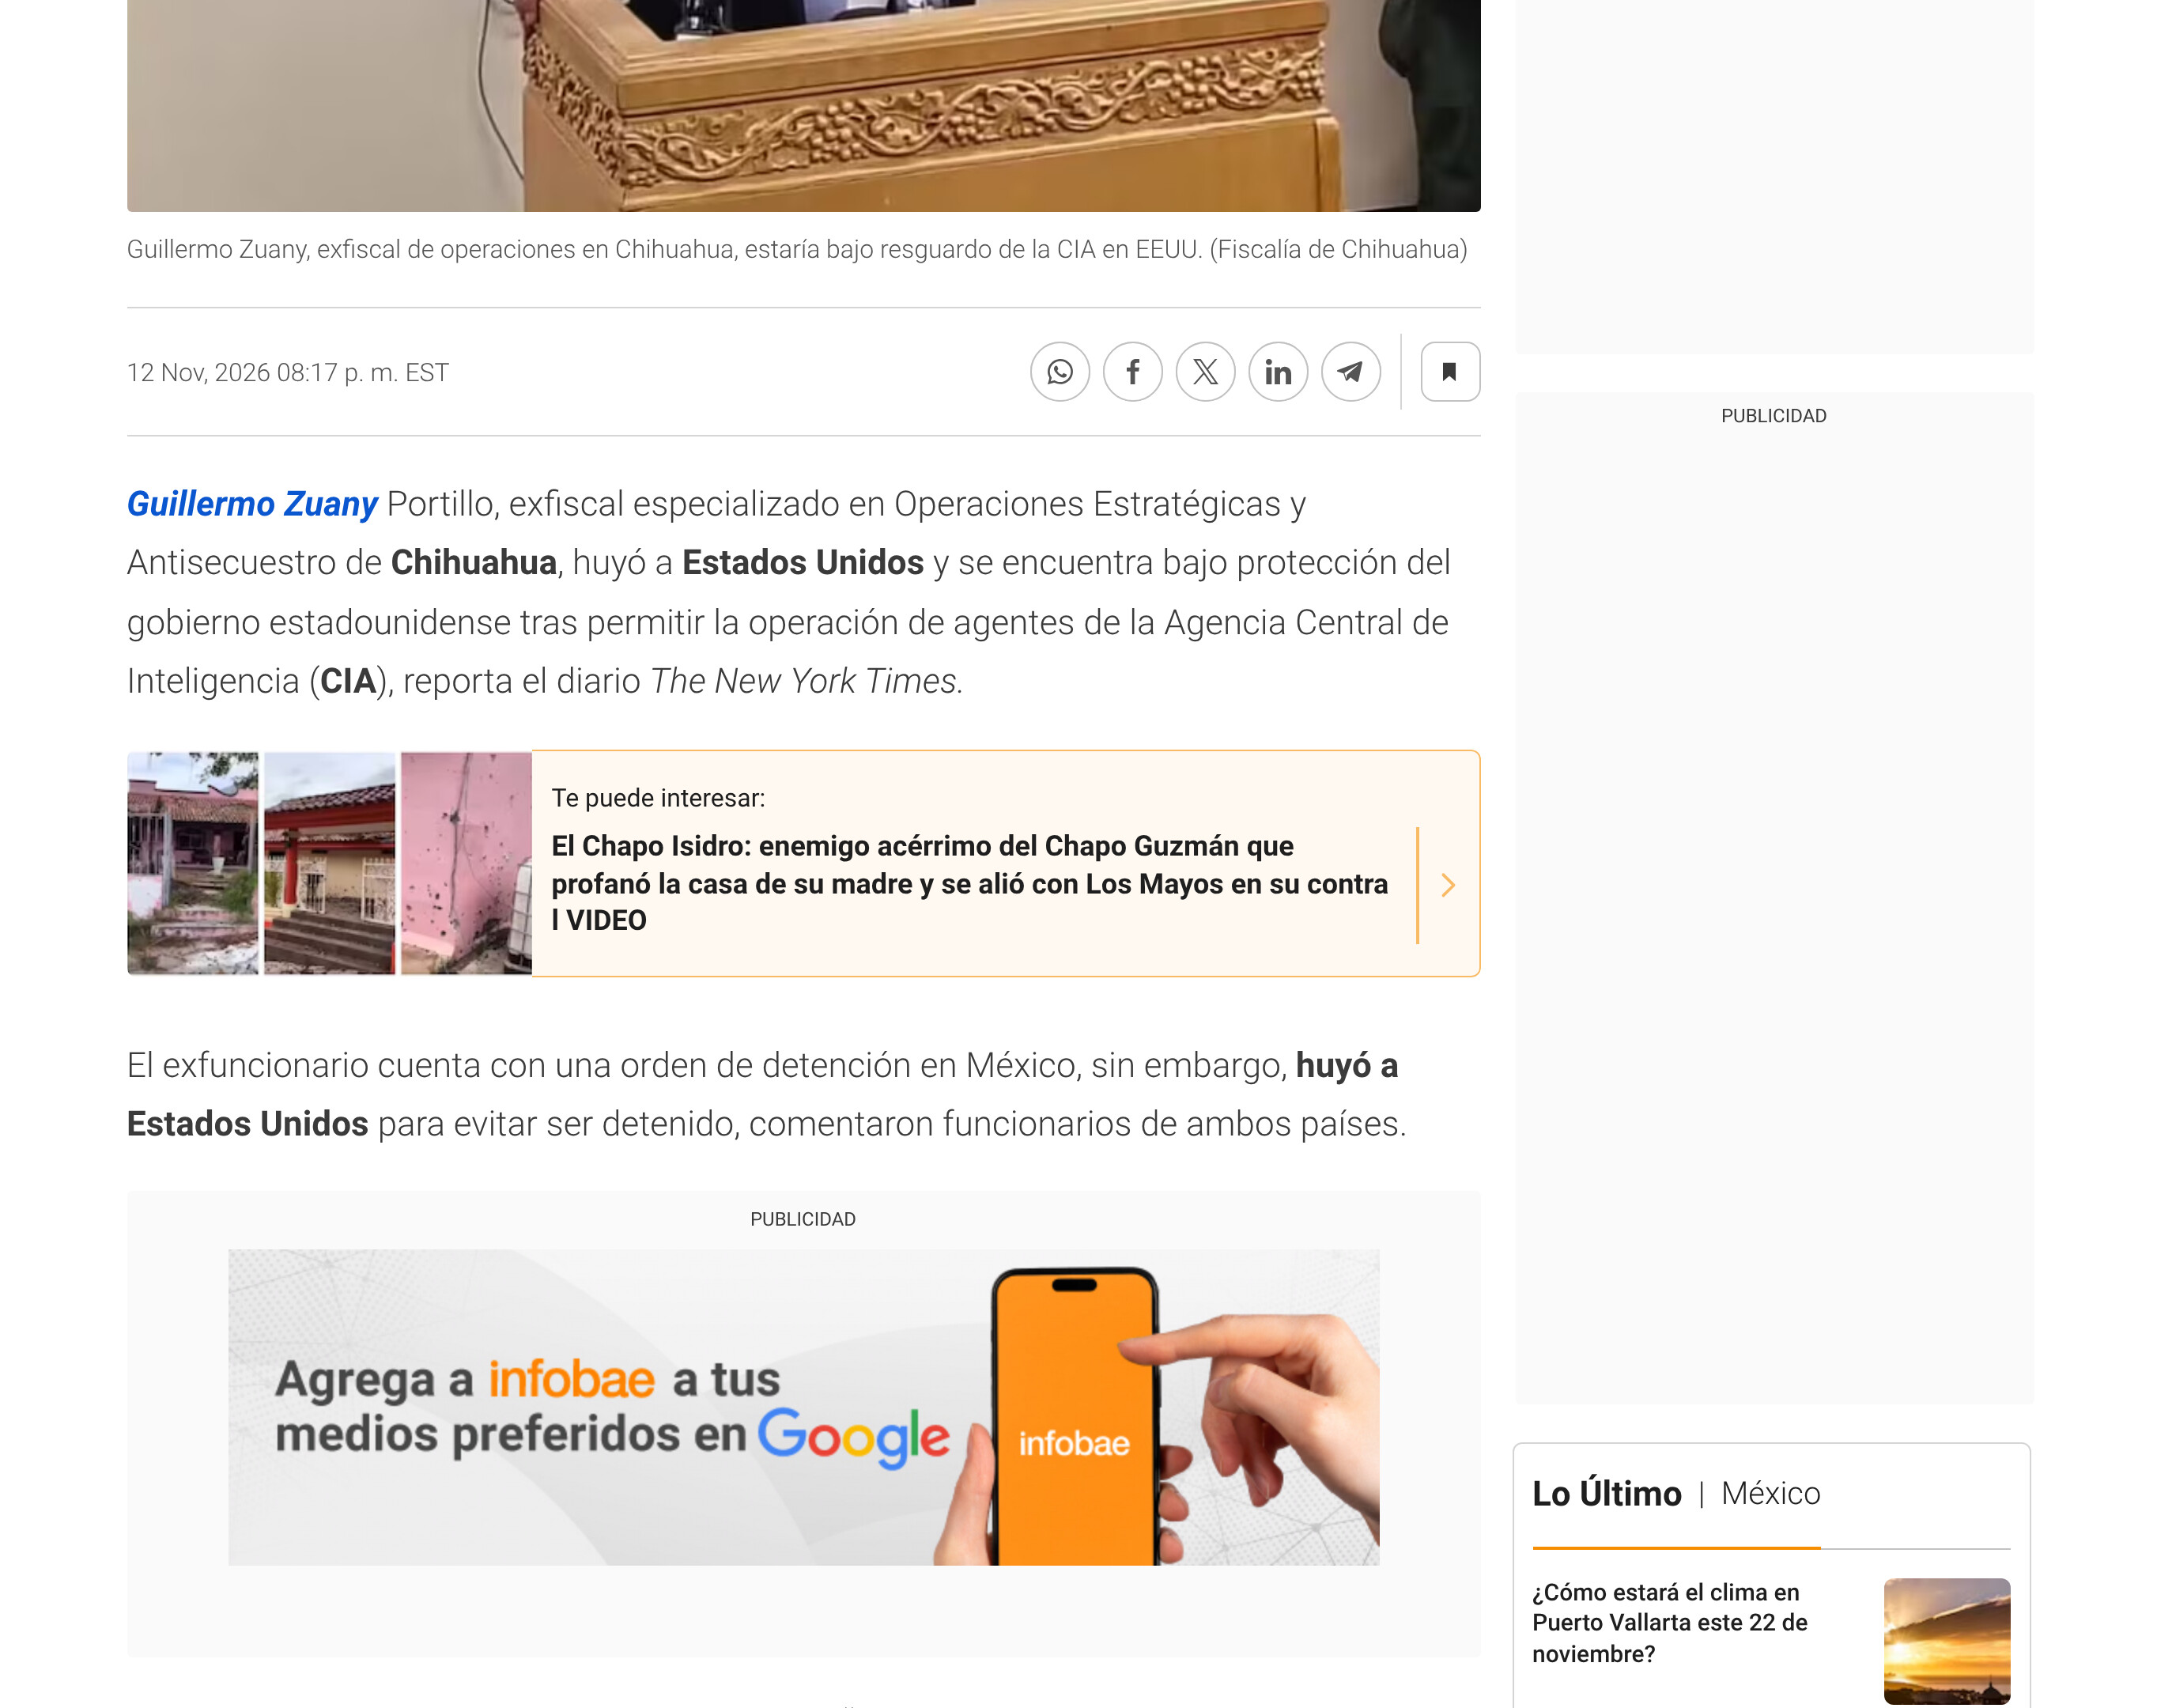 Guillermo Zuany, exfiscal de operaciones en Chihuahua, estaría bajo resguardo de la CIA en EEUU. (Fiscalía de Chihuahua)
12 Nov, 2026 08:17 p. m. EST
Guillermo Zuany Portillo, exfiscal especializado en Operaciones Estratégicas y
Antisecuestro de Chihuahua, huyó a Estados Unidos y se encuentra bajo protección del
gobierno estadounidense tras permitir la operación de agentes de la Agencia Central de
Inteligencia (CIA), reporta el diario The New York Times.
Te puede interesar:
El Chapo Isidro: enemigo acérrimo del Chapo Guzmán que
profanó la casa de su madre y se alió con Los Mayos en su contra
l VIDEO
El exfuncionario cuenta con una orden de detención en México, sin embargo, huyó a
Estados Unidos para evitar ser detenido, comentaron funcionarios de ambos países.
PUBLICIDAD
Agrega a infobae a tus
medios preferidos en Google
infobae
PUBLICIDAD
Lo Último | México
¿Cómo estará el clima en
Puerto Vallarta este 22 de
noviembre?